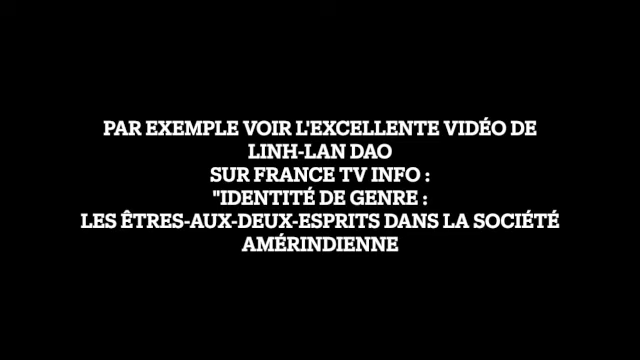 PAR EXEMPLE VOIR L'EXCELLENTE VIDÉO DE
LINH-LAN DAO
SUR FRANCE TV INFO :
"IDENTITÉ DE GENRE :
LES ÊTRES-AUX-DEUX-ESPRITS DANS LA SOCIÉTÉ
AMÉRINDIENNE